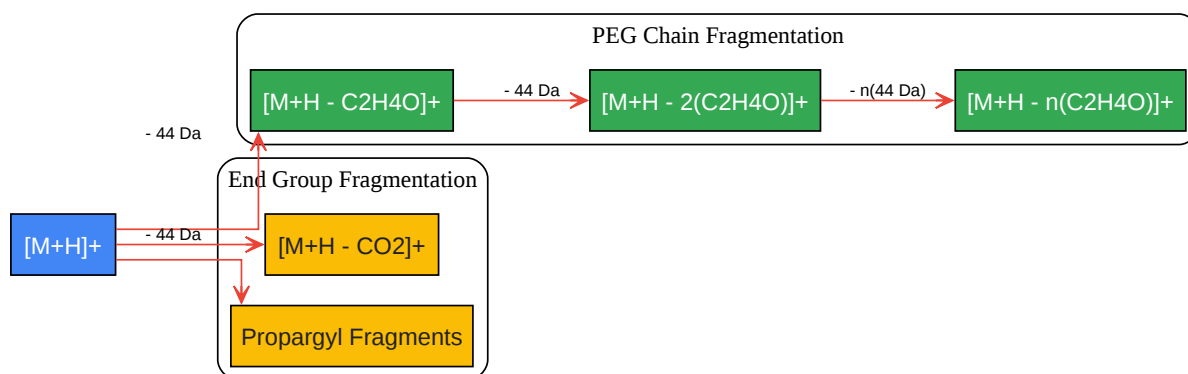 PEG Chain Fragmentation
[M+H - C2H4O]+
- 44 Da
[M+H - 2(C2H4O)]+
- n(44 Da)
[M+H - n(C2H4O)]+
- 44 Da
End Group Fragmentation
[M+H]+
- 44 Da
[M+H - CO2]+
Propargyl Fragments